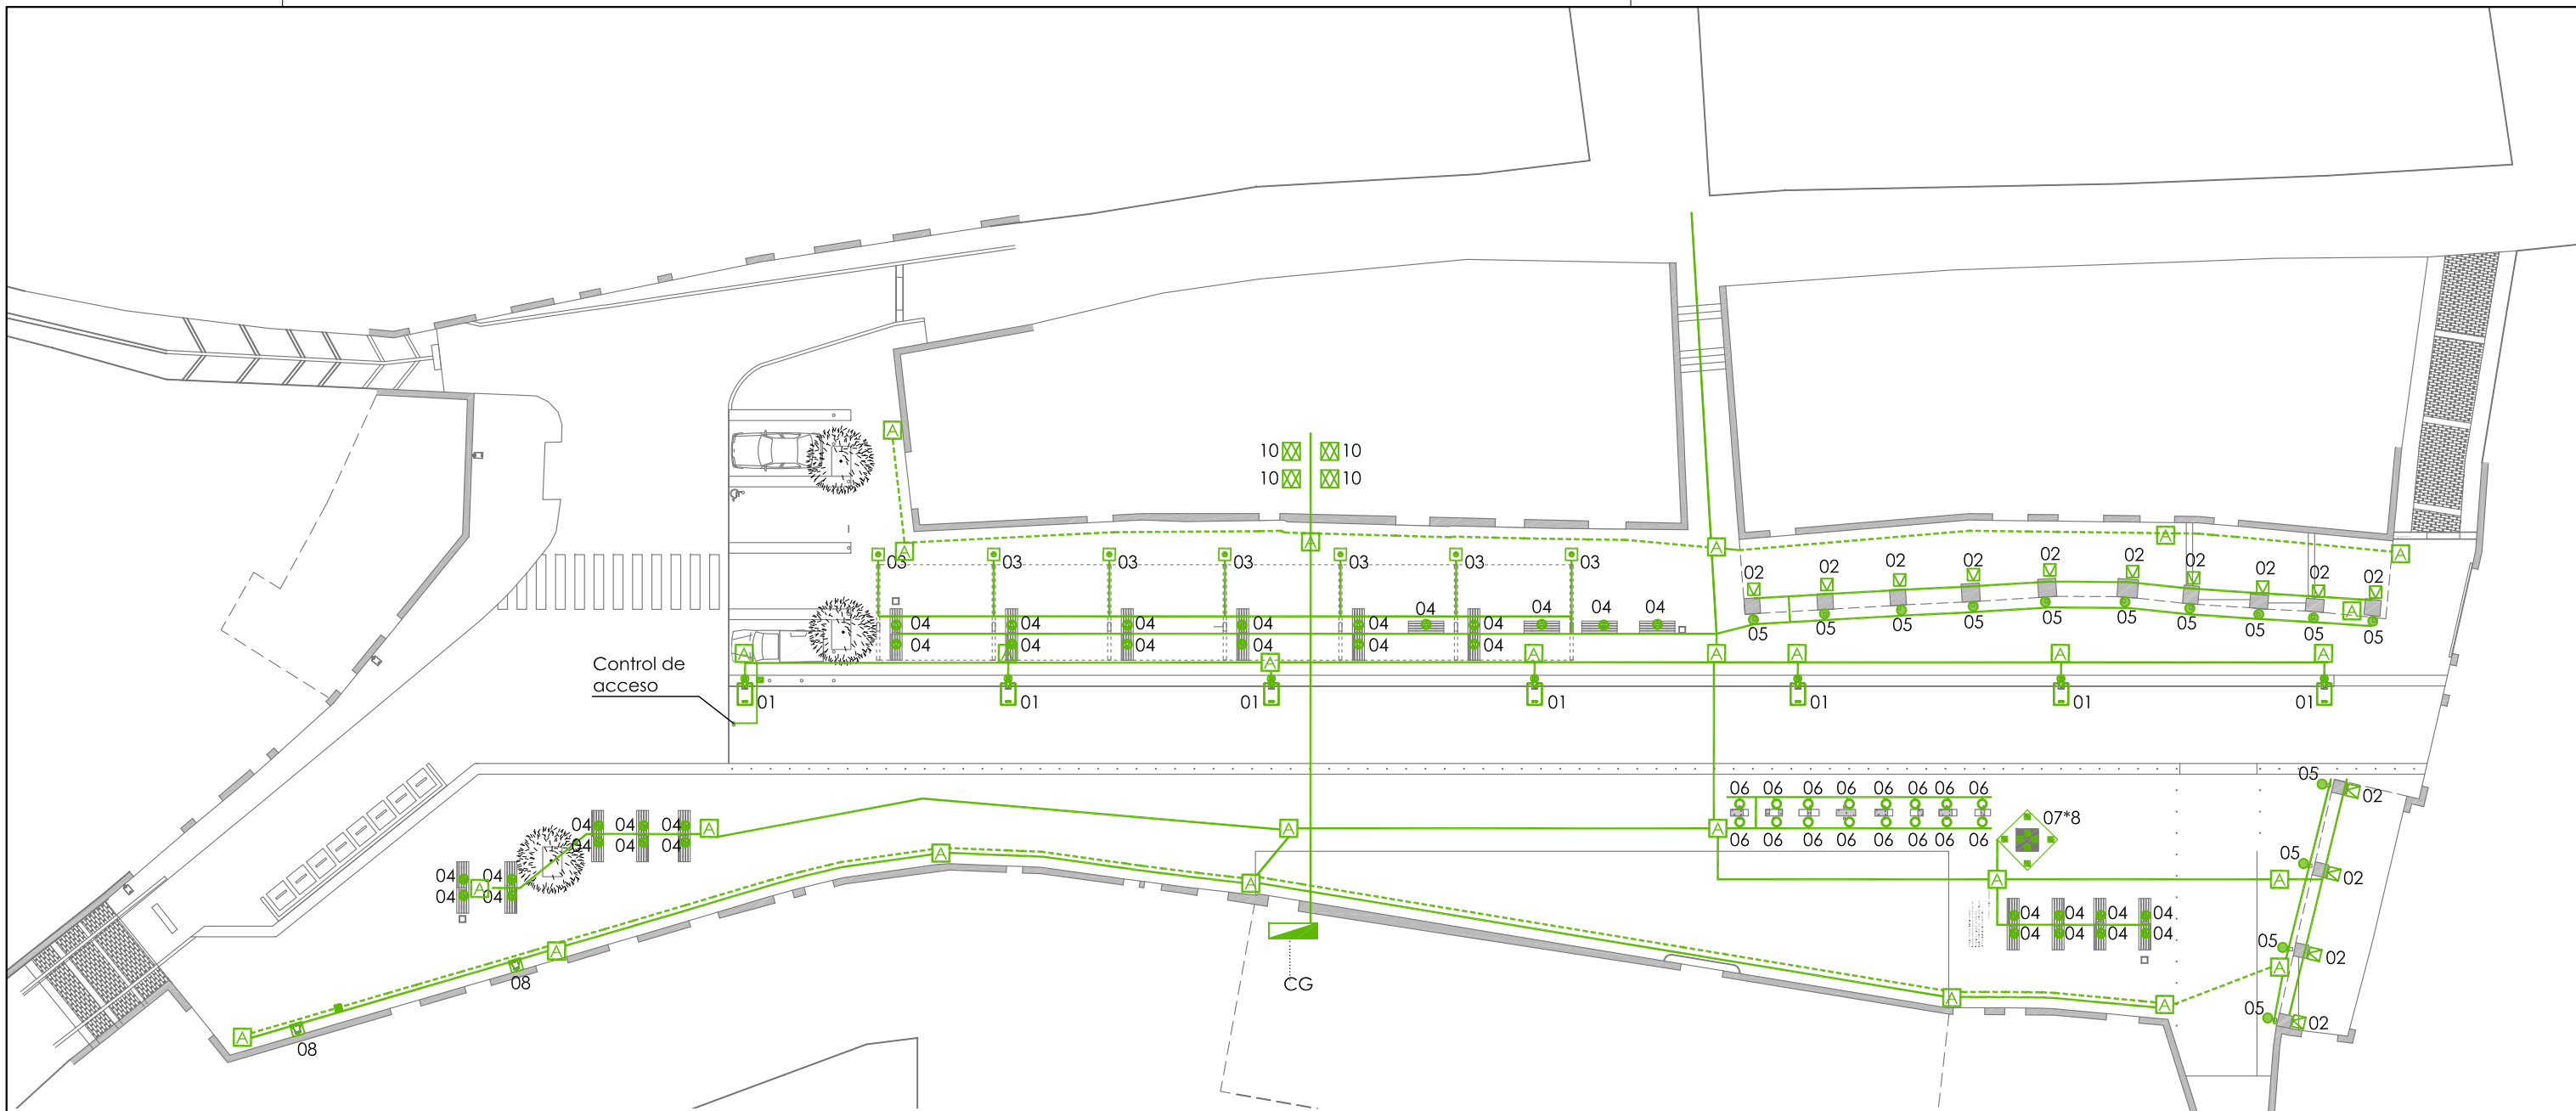 10 10
10 10
A
A A A A A
03 03 03 03 03 03 03
02 02 02 02 02 02 02 02 02 02
A
04 04 04 04
04 04 04 04 04 04
04 04 04 04 04 04
05 05 05 05 05 05 05 05 05 05
A A A A A A A A
Control de
acceso
01 01 01 01 01 01 01
05 02
06 06 06 06 06 06 06 06
07*8
04 04 04 A A A
04 04 04
06 06 06 06 06 06 06 06
A A
05 02
04 A 04
04 04
A A
04 04 04 04
04 04 04 04
A
05 02
A
08
CG
A A
05 02
A
08